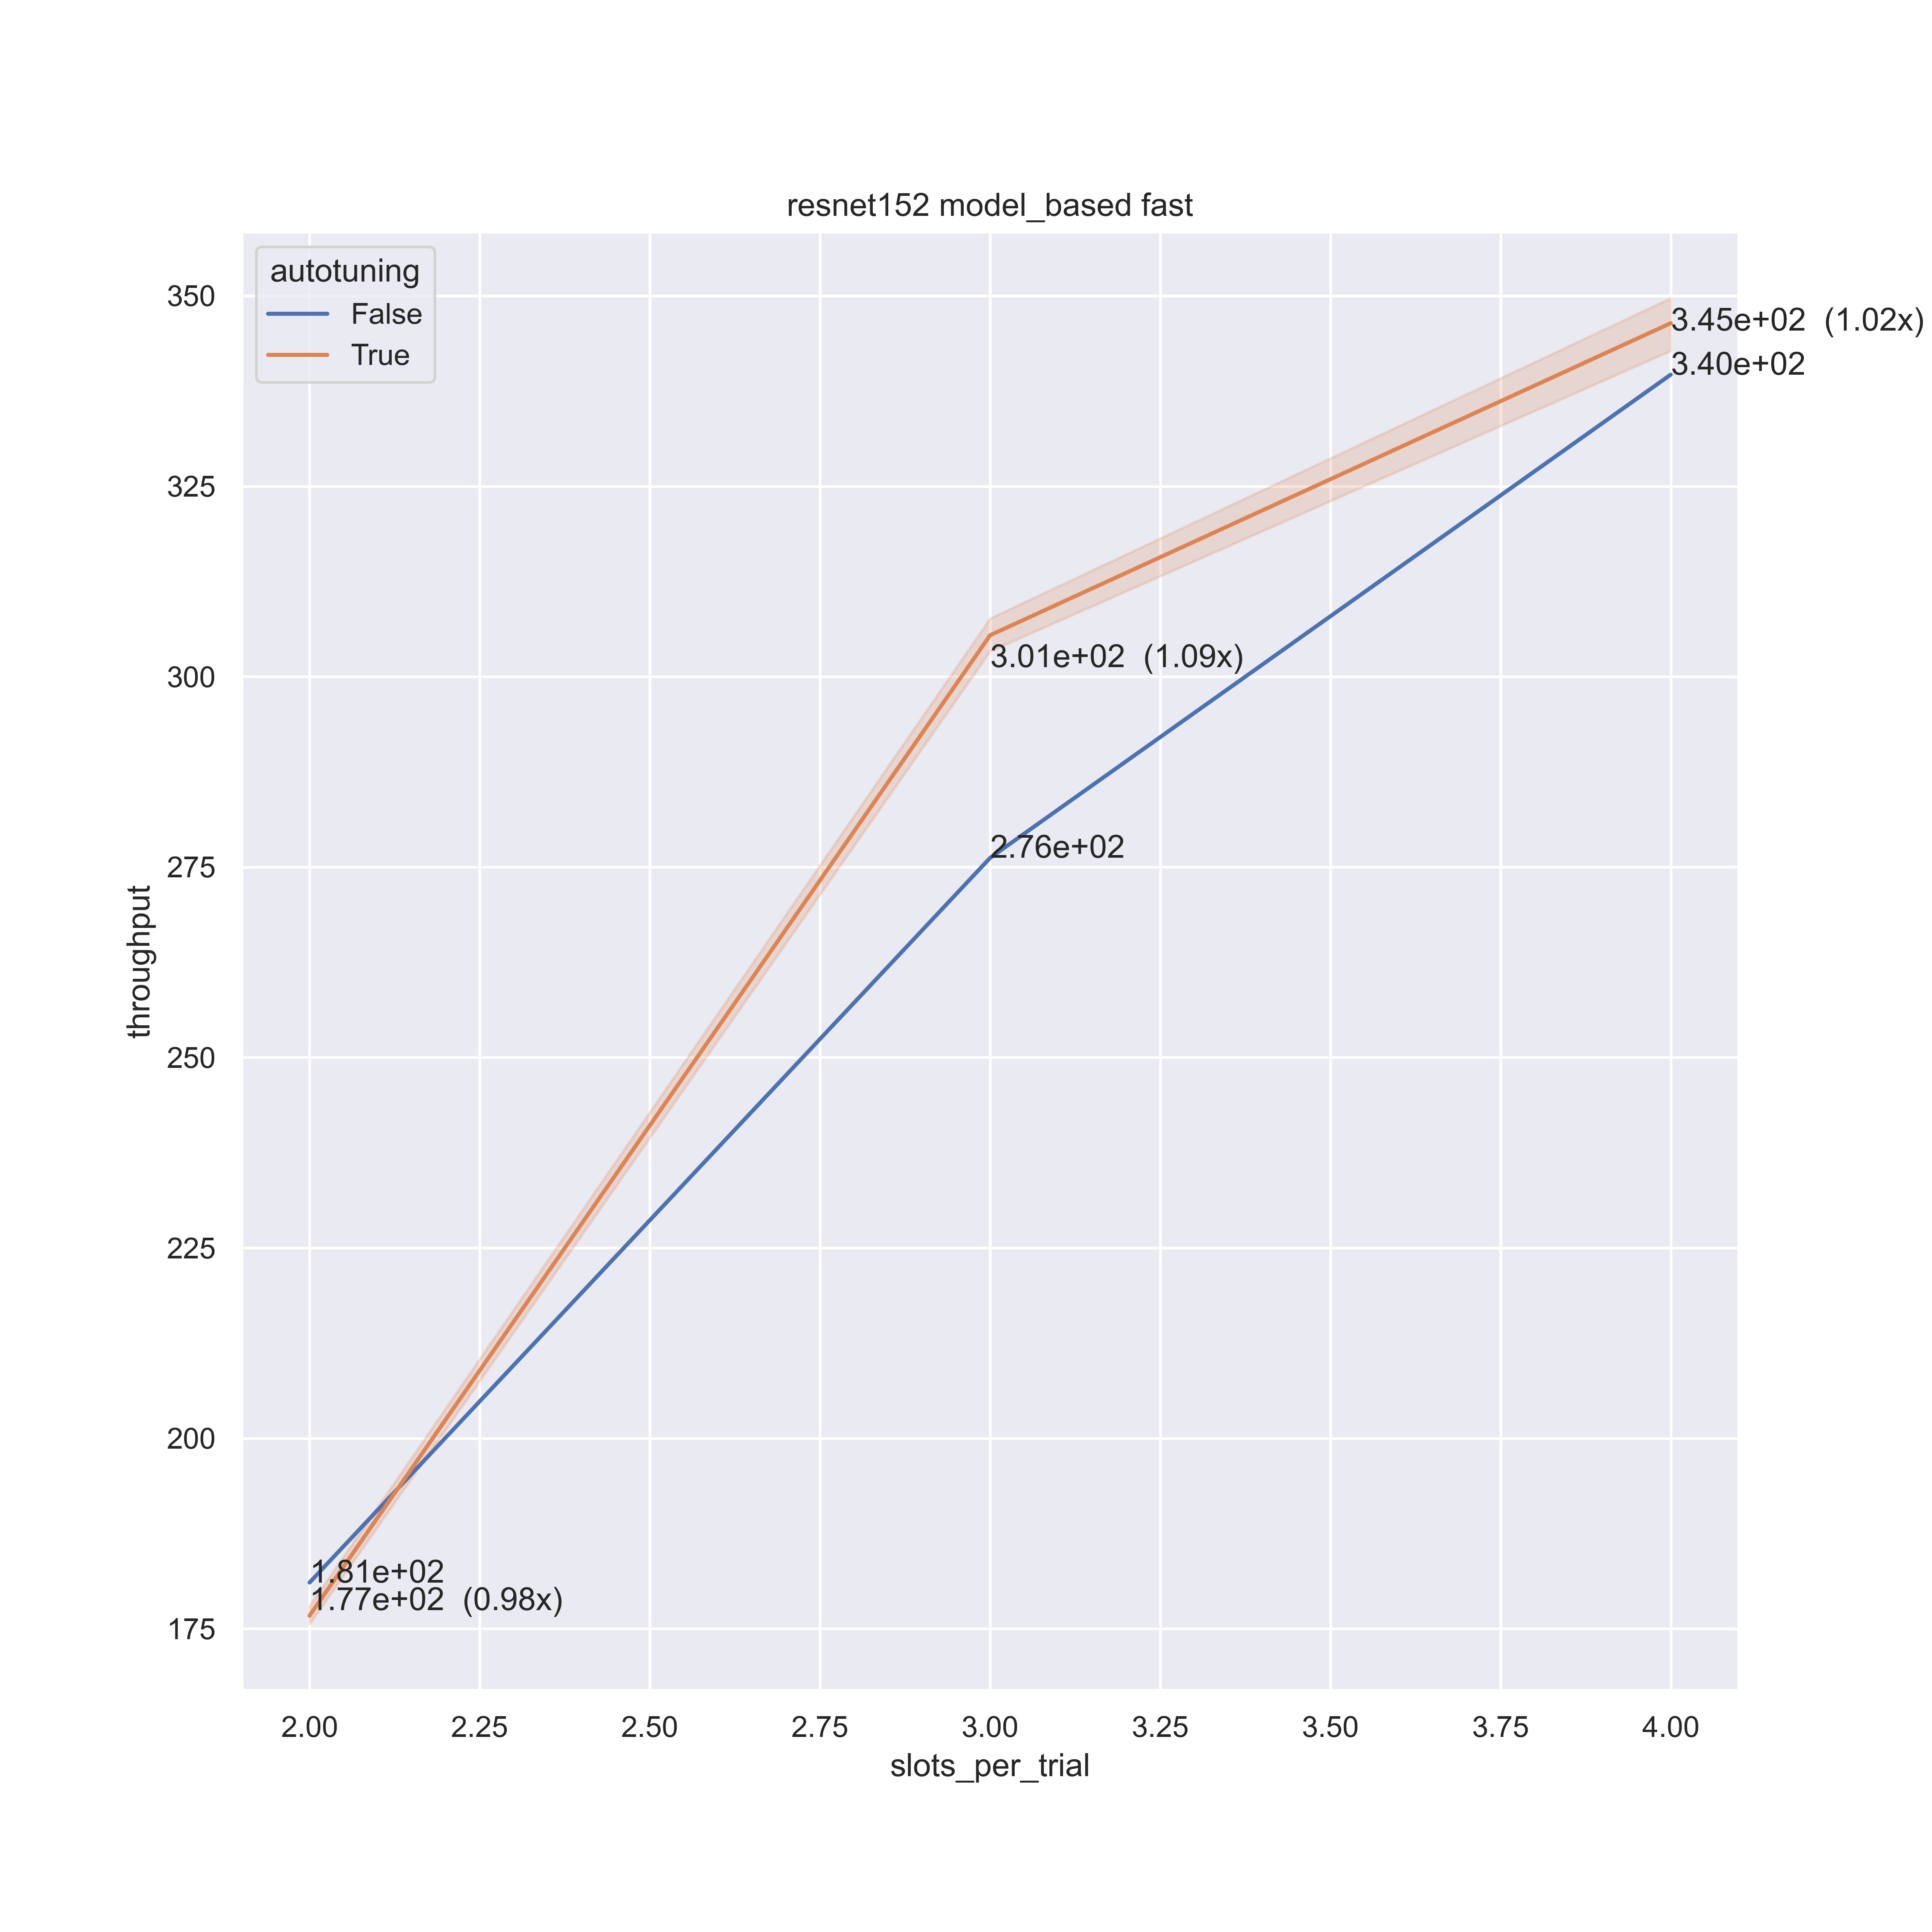 resnet152 model_based fast
autotuning
False
True
350
325
300
275
250
225
200
175
throughput
3.45e+02 (1.02x)
3.40e+02
3.01e+02 (1.09x)
2.76e+02
1.81e+02
1.77e+02 (0.98x)
2.00 2.25 2.50 2.75 3.00 3.25 3.50 3.75 4.00
slots_per_trial